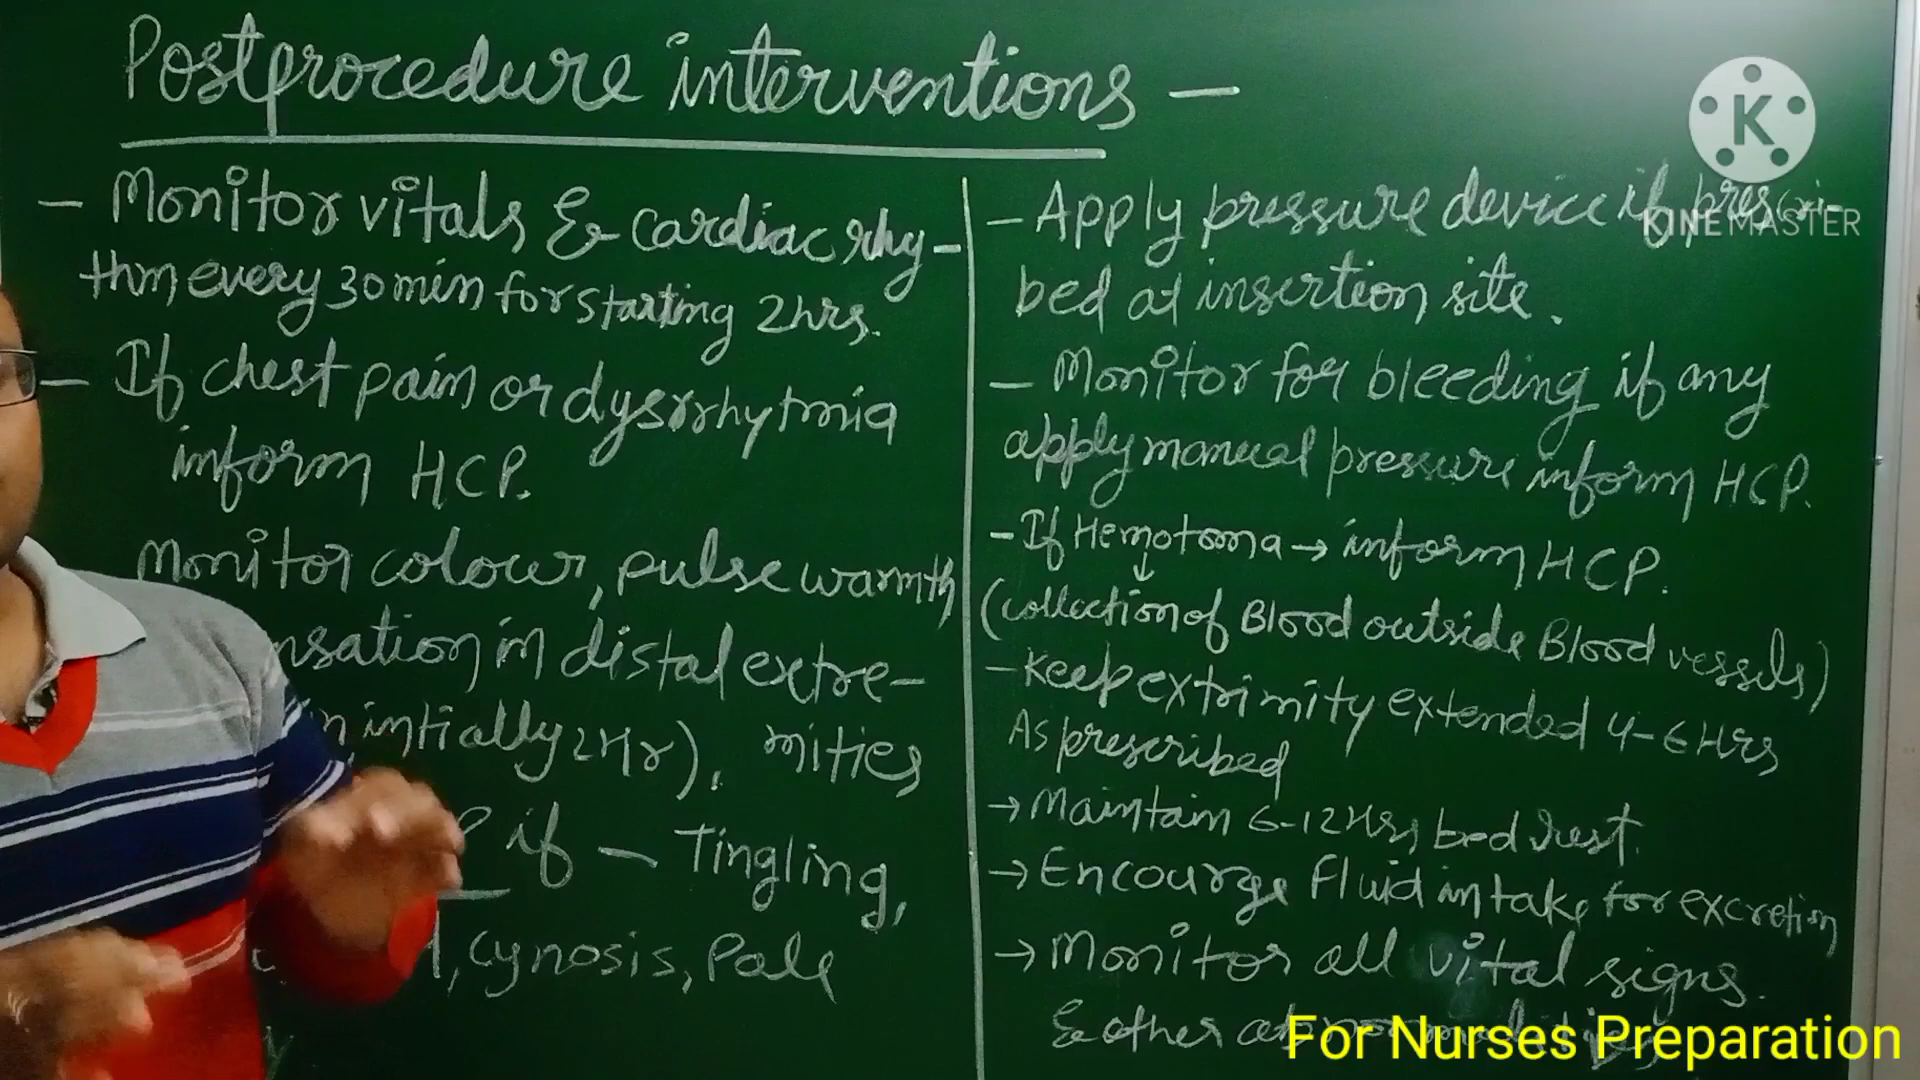 Postprocedure interventions —
– Monitor vitals & cardiac rhy-
thm every 30 min for starting 2hrs.
– If chest pain or dysrrhytmia
inform HCP.
Monitor colour, pulse warmth
nsation in distal extre-
n intially 2Hr). mities
P if – Tingling,
, cynosis, Pale
– Apply pressure device if prescri-
bed at insertion site.
– Monitor for bleeding if any
apply manual pressure inform HCP.
– If Hemotoma → inform HCP.
(collection of Blood outside Blood vessels)
– Keep extrimity extended 4-6 Hrs
As prescribed
→ Maintain 6-12 Hrs bed rest.
→ Encourge Fluid intake for excretion
→ Monitor all vital signs.
& other
K
KINEMASTER
For Nurses Preparation